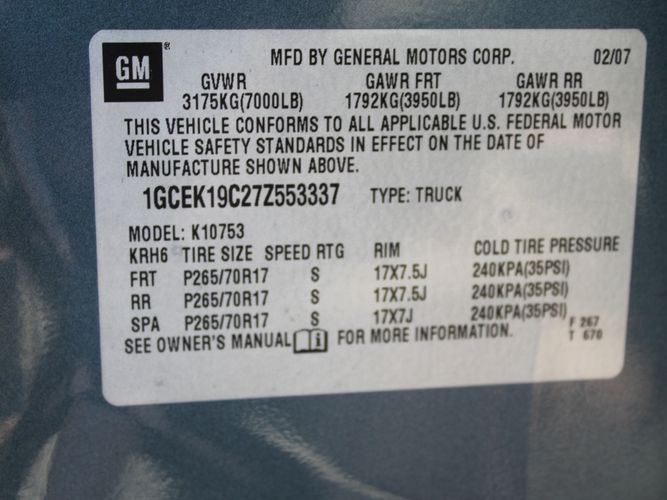 GM ® MFD BY GENERAL MOTORS CORP. 02/07
GVWR GAWR FRT GAWR RR
3175KG(7000LB) 1792KG(3950LB) 1792KG(3950LB)
THIS VEHICLE CONFORMS TO ALL APPLICABLE U.S. FEDERAL MOTOR
VEHICLE SAFETY STANDARDS IN EFFECT ON THE DATE OF
MANUFACTURE SHOWN ABOVE.
1GCEK19C27Z553337 TYPE: TRUCK
MODEL: K10753
KRH6 TIRE SIZE SPEED RTG RIM COLD TIRE PRESSURE
FRT P265/70R17 S 17X7.5J 240KPA(35PSI)
RR P265/70R17 S 17X7.5J 240KPA(35PSI)
SPA P265/70R17 S 17X7J 240KPA(35PSI)
F 267
SEE OWNER'S MANUAL i FOR MORE INFORMATION. T 670